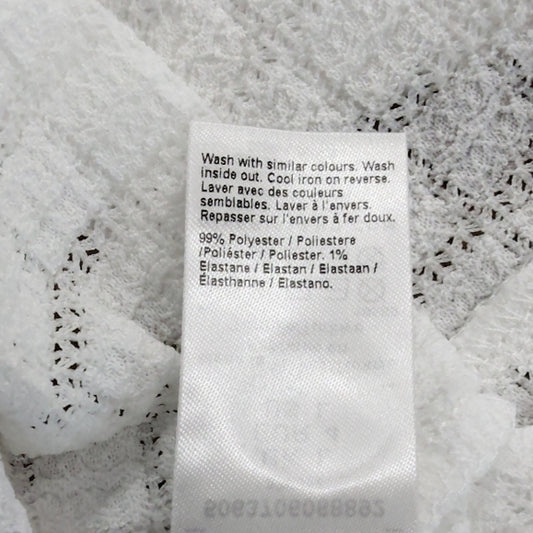 Wash with similar colours. Wash
inside out. Cool iron on reverse.
Laver avec des couleurs
semblables. Laver à l'envers.
Repasser sur l'envers à fer doux.
99% Polyester / Poliestere
/Poliéster / Poliester. 1%
Elastane / Elastan / Elastaan /
Élasthanne / Elastano.